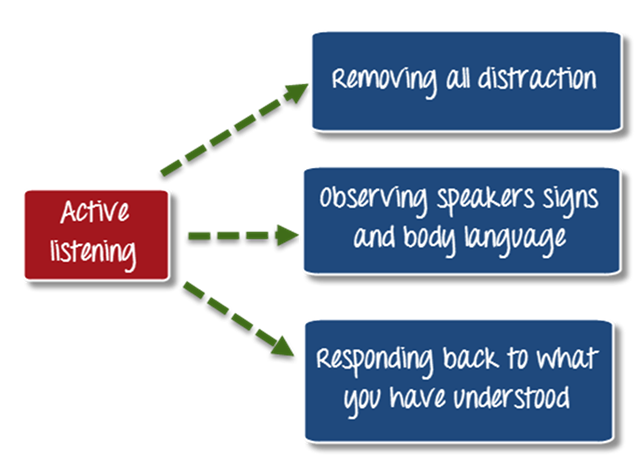 Removing all distraction
Active
listening
Observing speakers signs
and body language
Responding back to what
you have understood